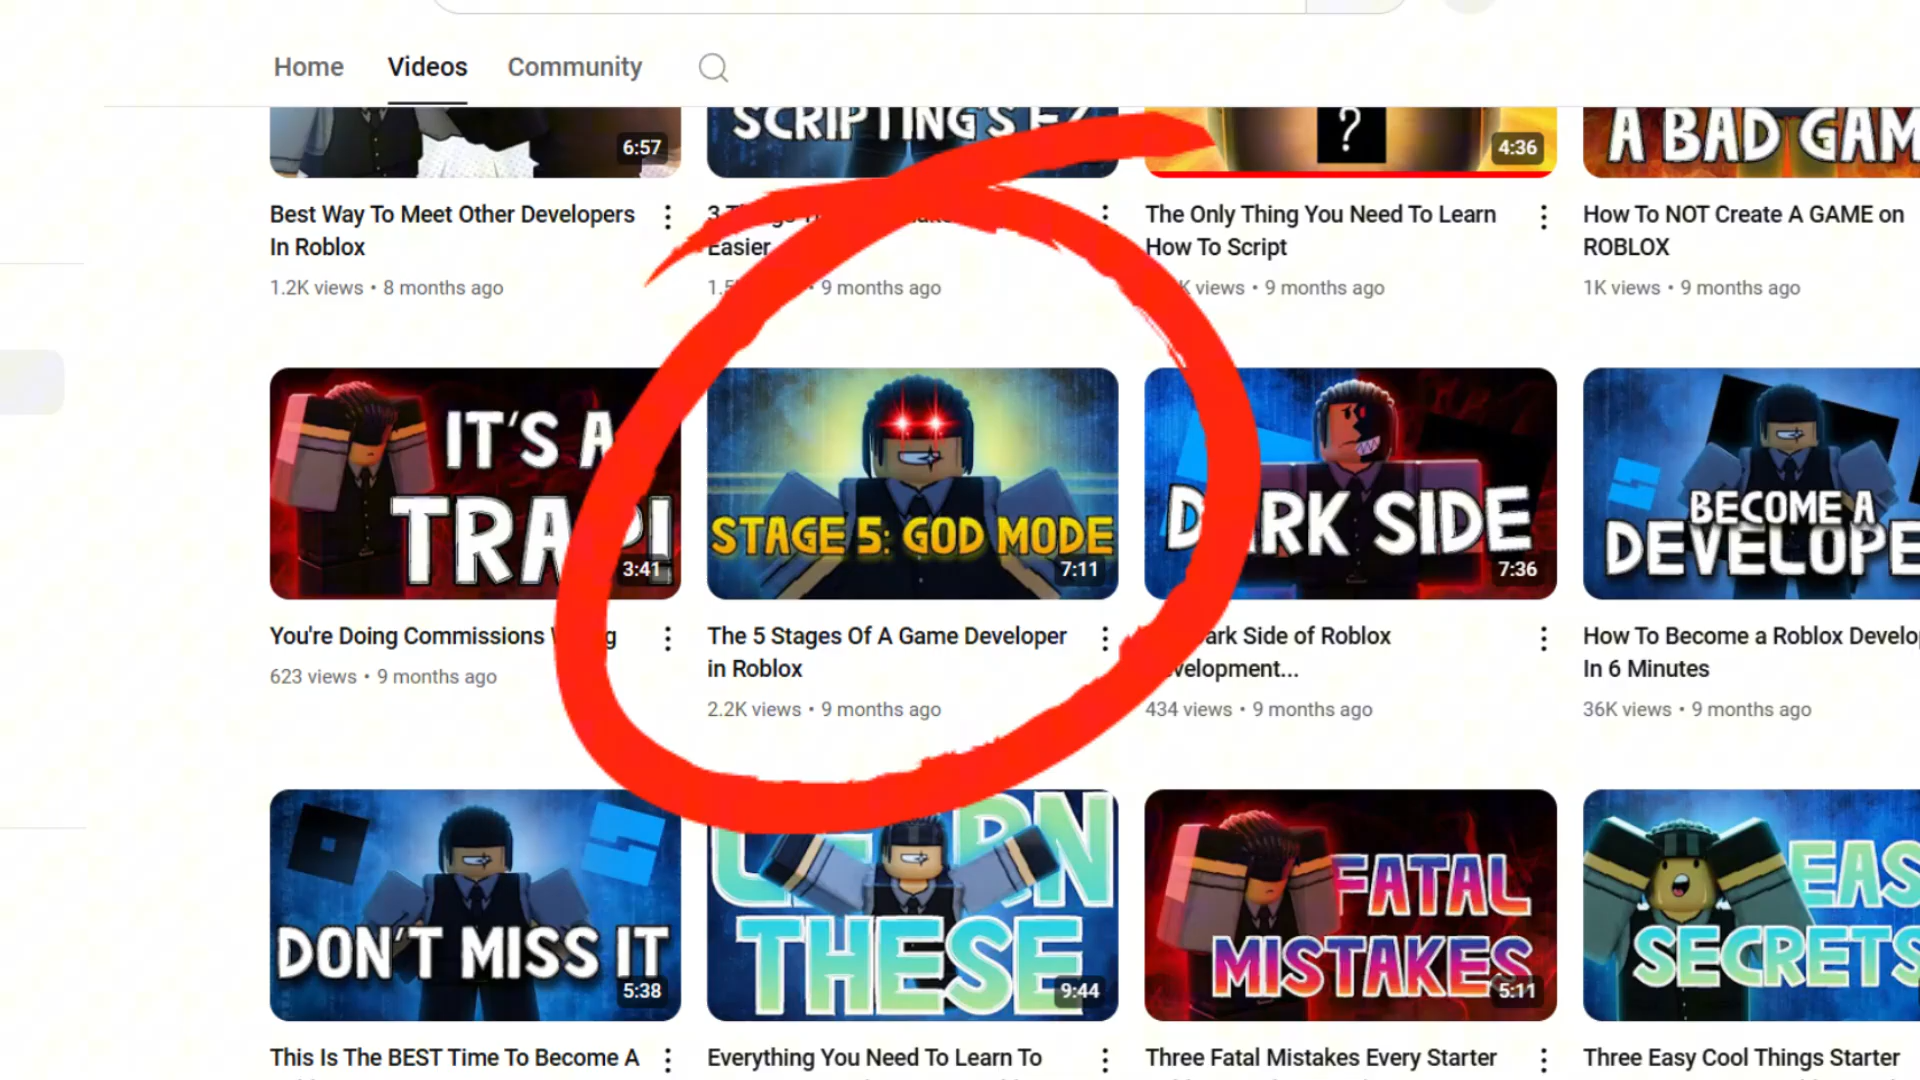 Home
Videos
Community
6:57
SCRIPTING'S EZ
?
4:36
A BAD GAM
Best Way To Meet Other Developers
In Roblox
1.2K views • 8 months ago
3
Easier
9 months ago
The Only Thing You Need To Learn
How To Script
K views • 9 months ago
How To NOT Create A GAME on
ROBLOX
1K views • 9 months ago
IT'S A
TRAP!
3:41
STAGE 5: GOD MODE
7:11
DARK SIDE
7:36
BECOME A
DEVELOPE
You're Doing Commissions
623 views • 9 months ago
The 5 Stages Of A Game Developer
in Roblox
2.2K views • 9 months ago
Dark Side of Roblox
Development...
434 views • 9 months ago
How To Become a Roblox Develo
In 6 Minutes
36K views • 9 months ago
DON'T MISS IT
5:38
LEARN
THESE
9:44
FATAL
MISTAKES
5:11
EAS
SECRETS
This Is The BEST Time To Become A
Everything You Need To Learn To
Three Fatal Mistakes Every Starter
Three Easy Cool Things Starter